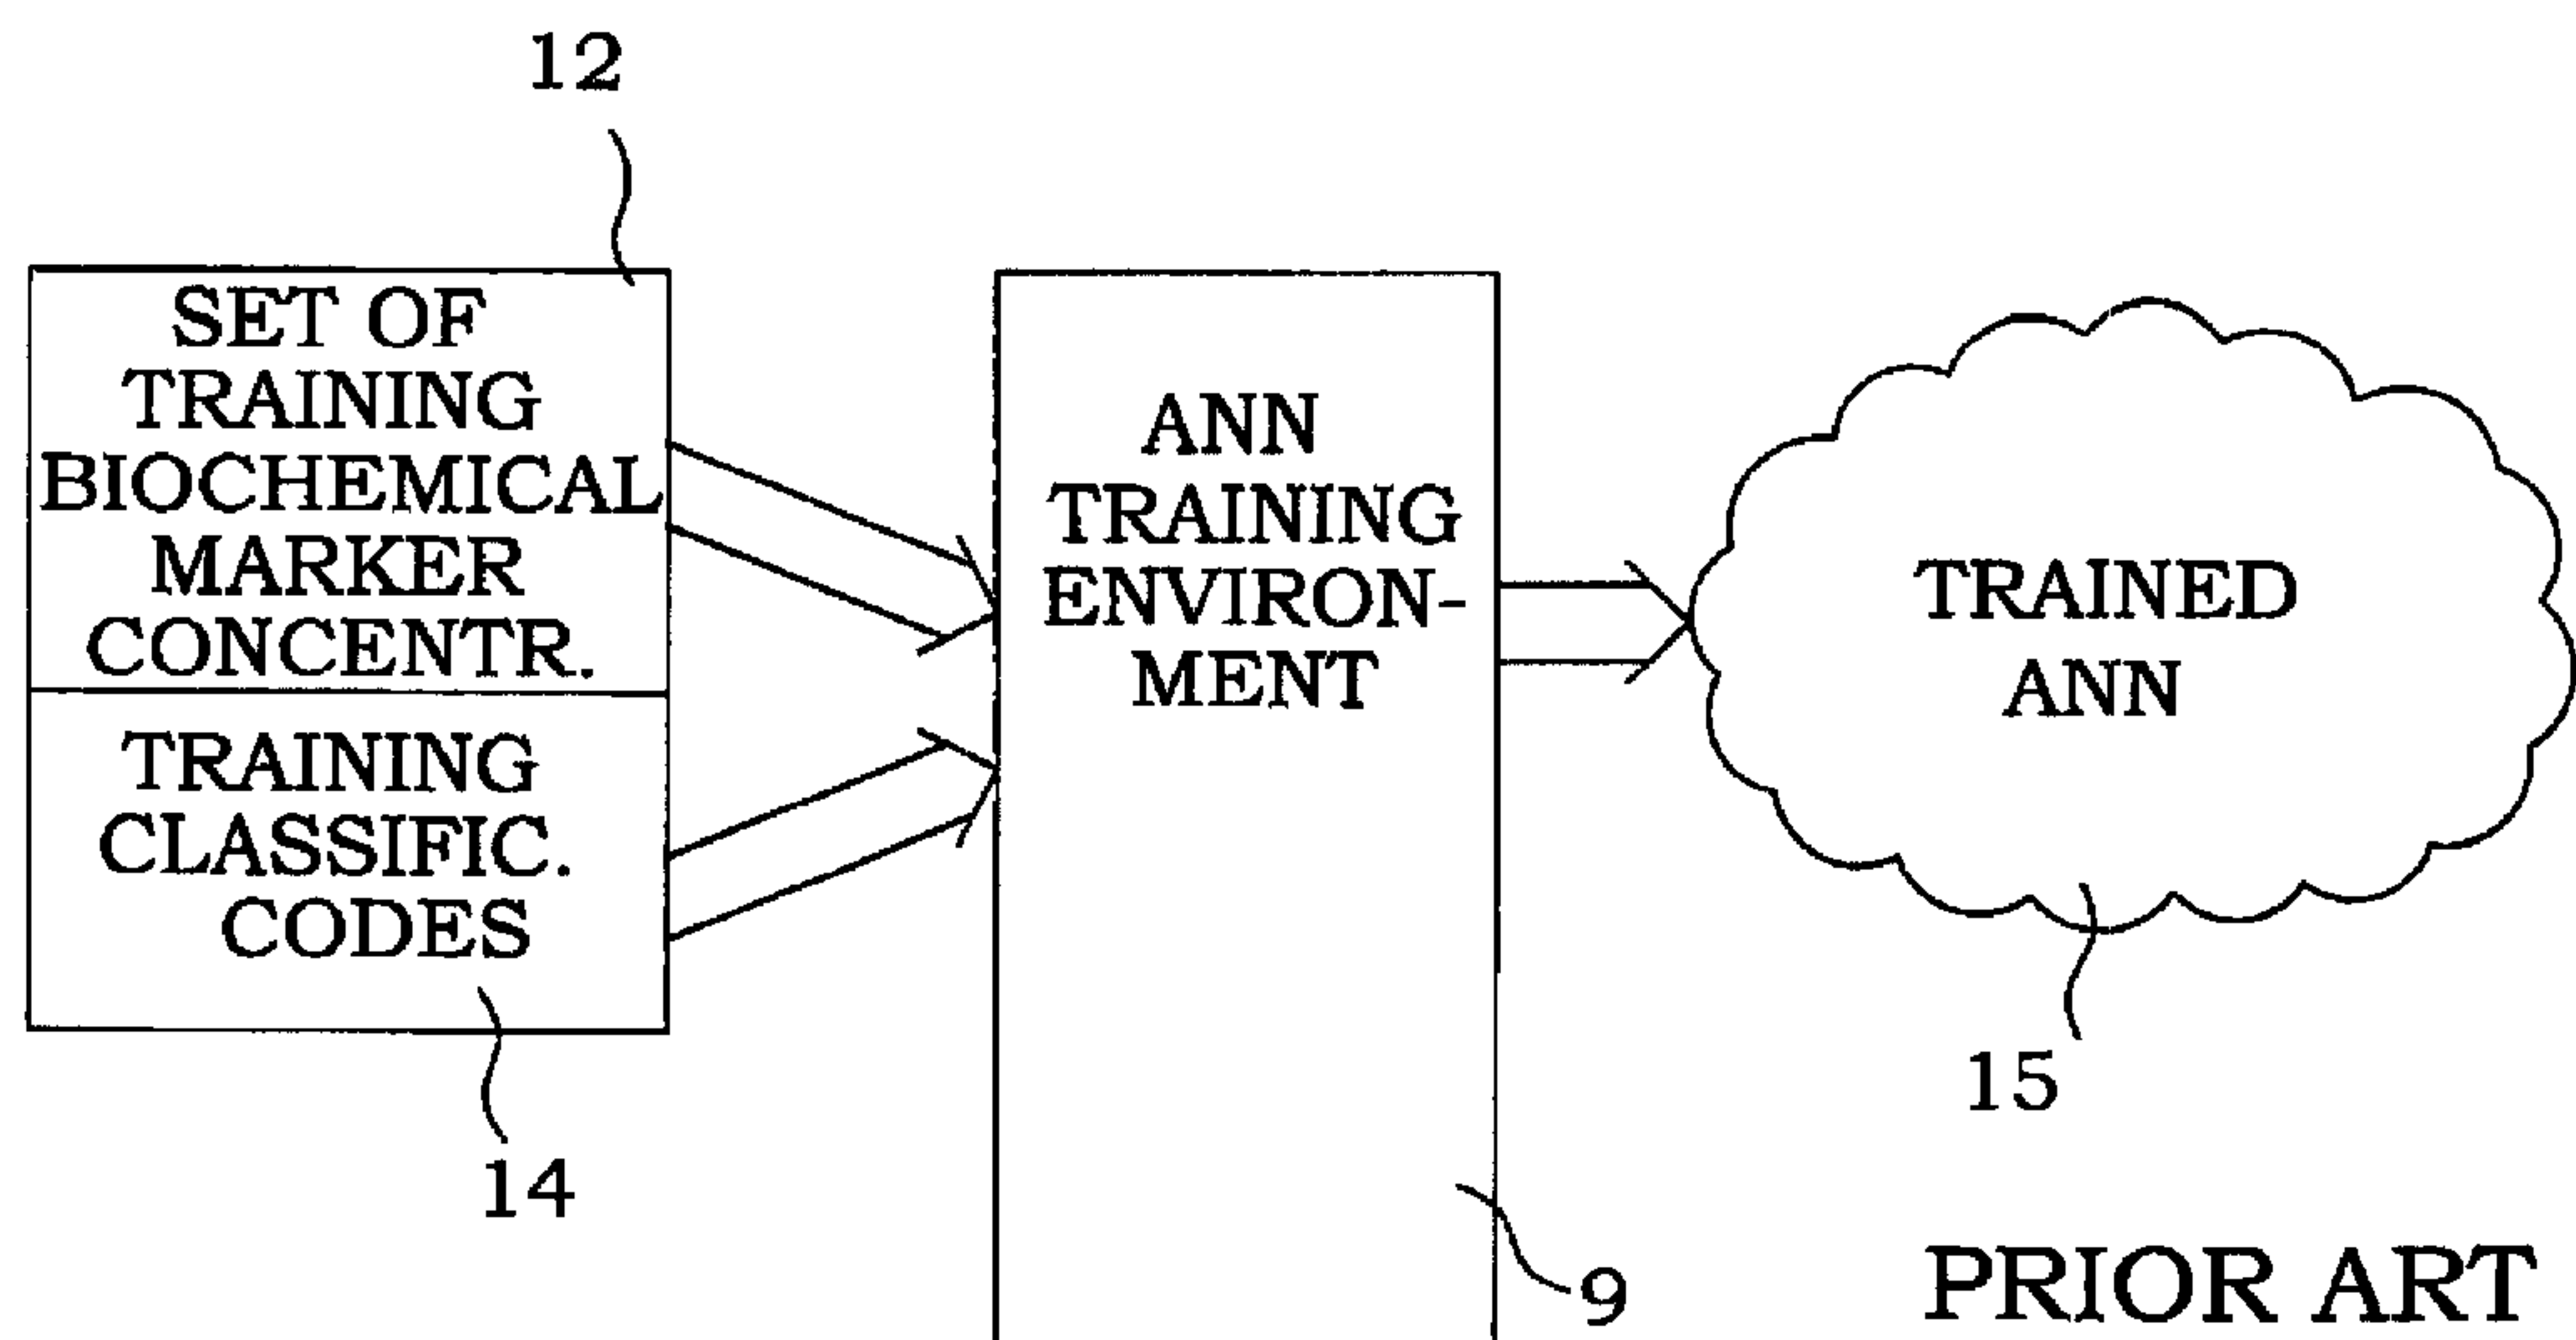 12
SET OF
TRAINING
BIOCHEMICAL
MARKER
CONCENTR.
TRAINING
CLASSIFIC.
CODES
14
ANN
TRAINING
ENVIRON-
MENT
9
TRAINED
ANN
15
PRIOR ART